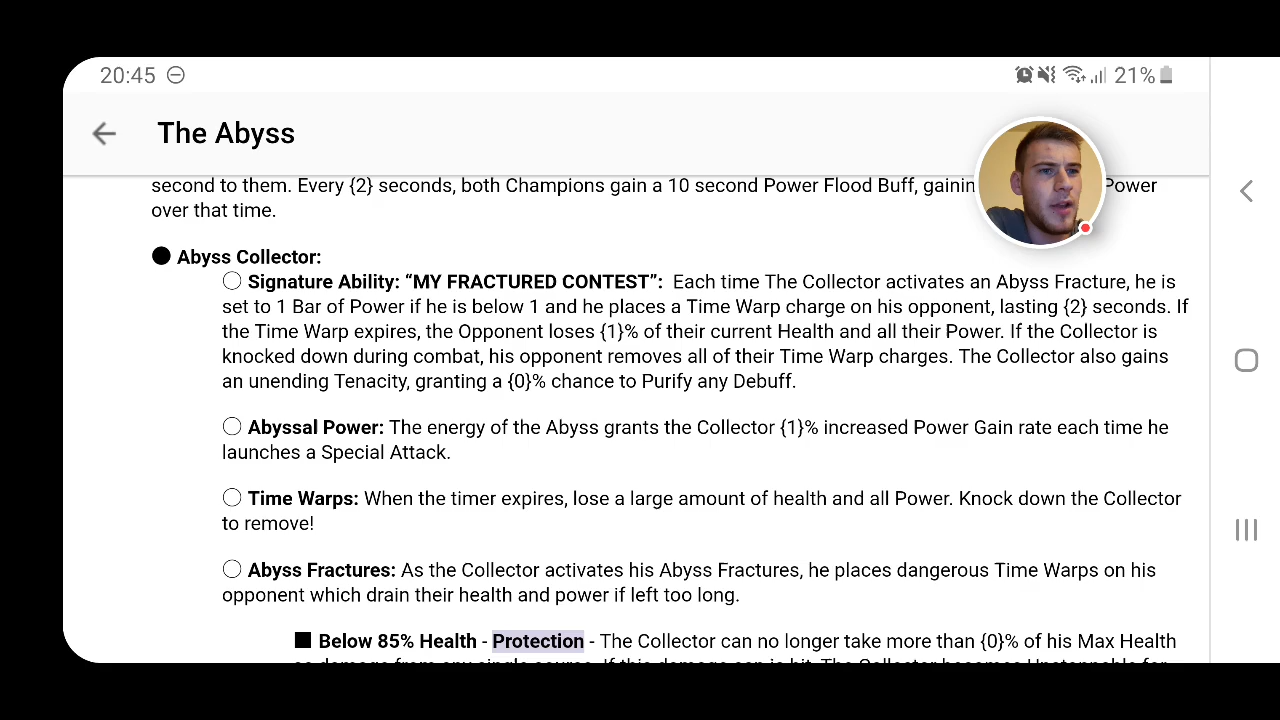 20:45
21%
The Abyss
second to them. Every {2} seconds, both Champions gain a 10 second Power Flood Buff, gainin Power
over that time.
● Abyss Collector:
○ Signature Ability: “MY FRACTURED CONTEST”: Each time The Collector activates an Abyss Fracture, he is
set to 1 Bar of Power if he is below 1 and he places a Time Warp charge on his opponent, lasting {2} seconds. If
the Time Warp expires, the Opponent loses {1}% of their current Health and all their Power. If the Collector is
knocked down during combat, his opponent removes all of their Time Warp charges. The Collector also gains
an unending Tenacity, granting a {0}% chance to Purify any Debuff.
○ Abyssal Power: The energy of the Abyss grants the Collector {1}% increased Power Gain rate each time he
launches a Special Attack.
○ Time Warps: When the timer expires, lose a large amount of health and all Power. Knock down the Collector
to remove!
○ Abyss Fractures: As the Collector activates his Abyss Fractures, he places dangerous Time Warps on his
opponent which drain their health and power if left too long.
■ Below 85% Health - Protection - The Collector can no longer take more than {0}% of his Max Health